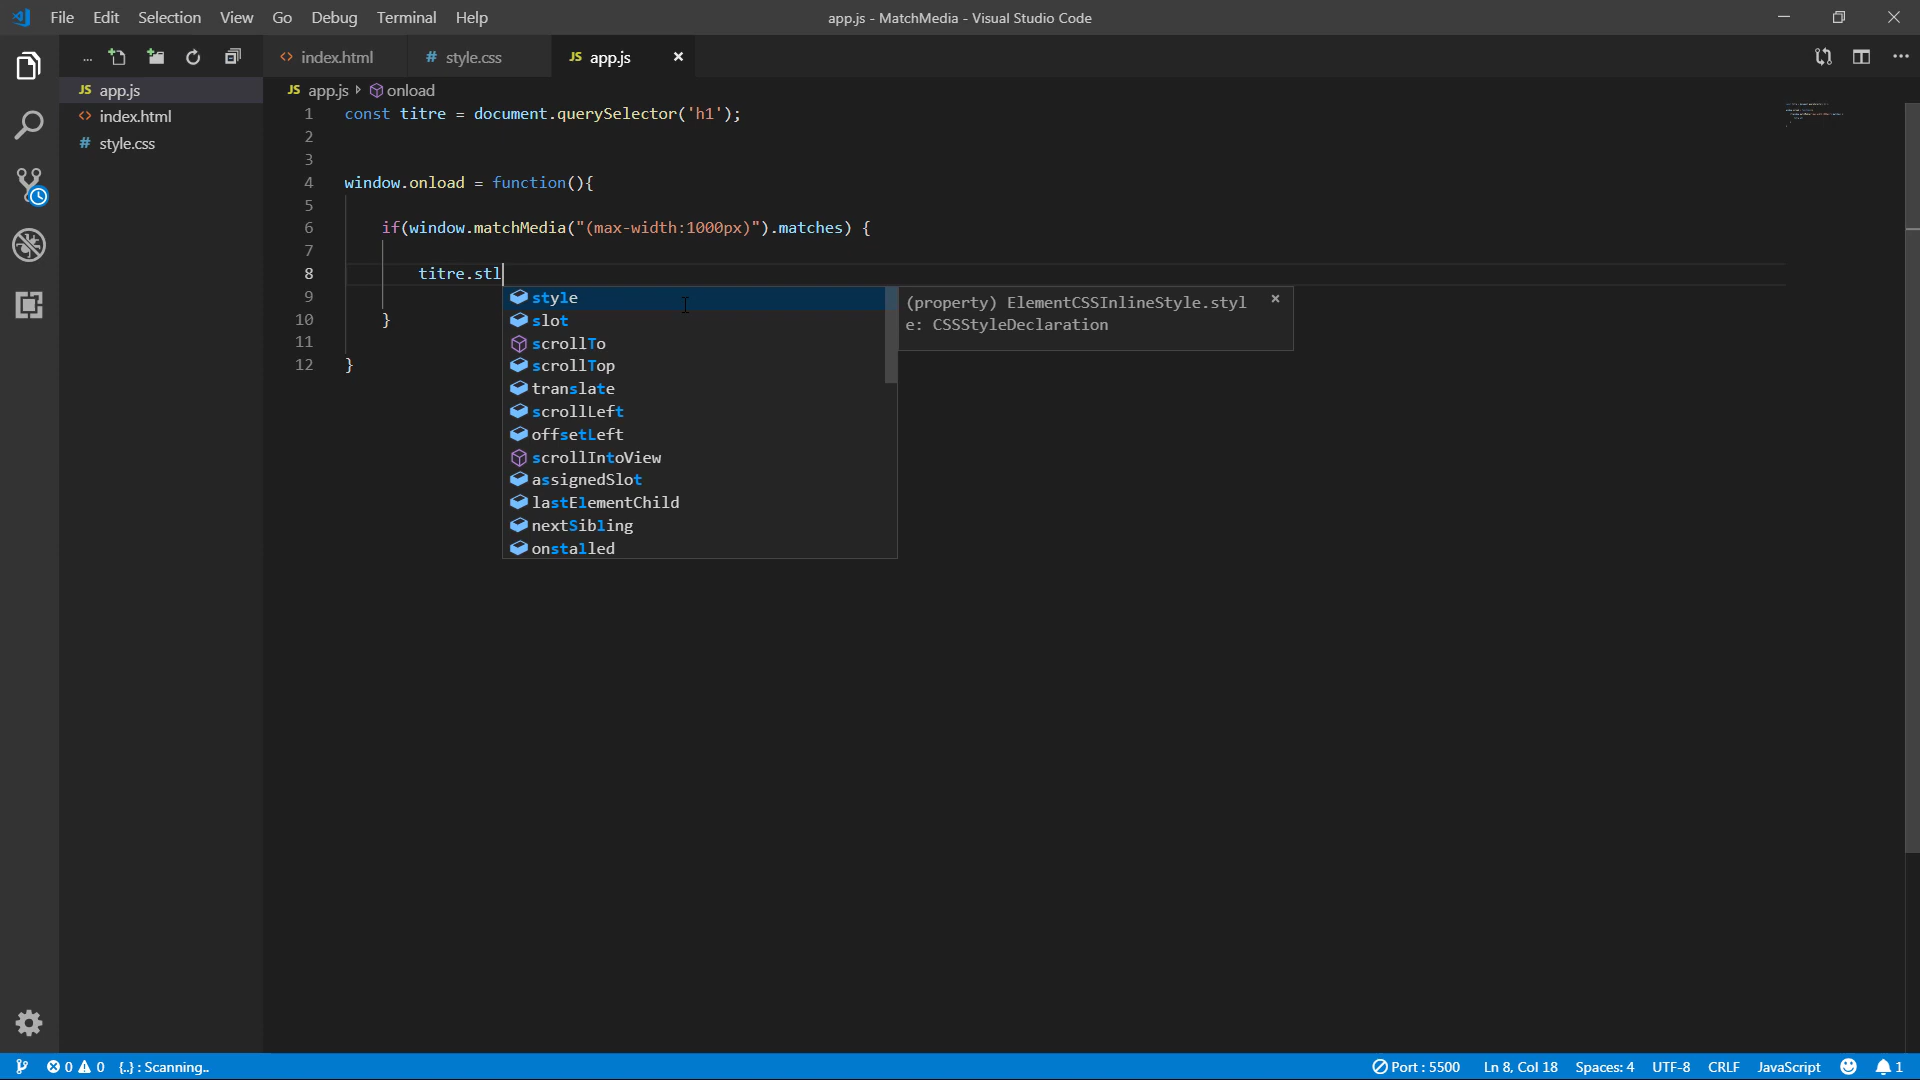 File Edit Selection View Go Debug Terminal Help app.js - MatchMedia - Visual Studio Code
... <> index.html # style.css JS app.js ×
JS app.js JS app.js onload
<> index.html
# style.css
1 const titre = document.querySelector('h1');
2
3
4 window.onload = function(){
5
6 if(window.matchMedia("(max-width:1000px)").matches) {
7
8 titre.stl
9
10 }
11
12 }
style
slot
scrollTo
scrollTop
translate
scrollLeft
offsetLeft
scrollIntoView
assignedSlot
lastElementChild
nextSibling
onstalled
(property) ElementCSSInlineStyle.styl
e: CSSStyleDeclaration
0 0 {..} : Scanning.. Port : 5500 Ln 8, Col 18 Spaces: 4 UTF-8 CRLF JavaScript 1